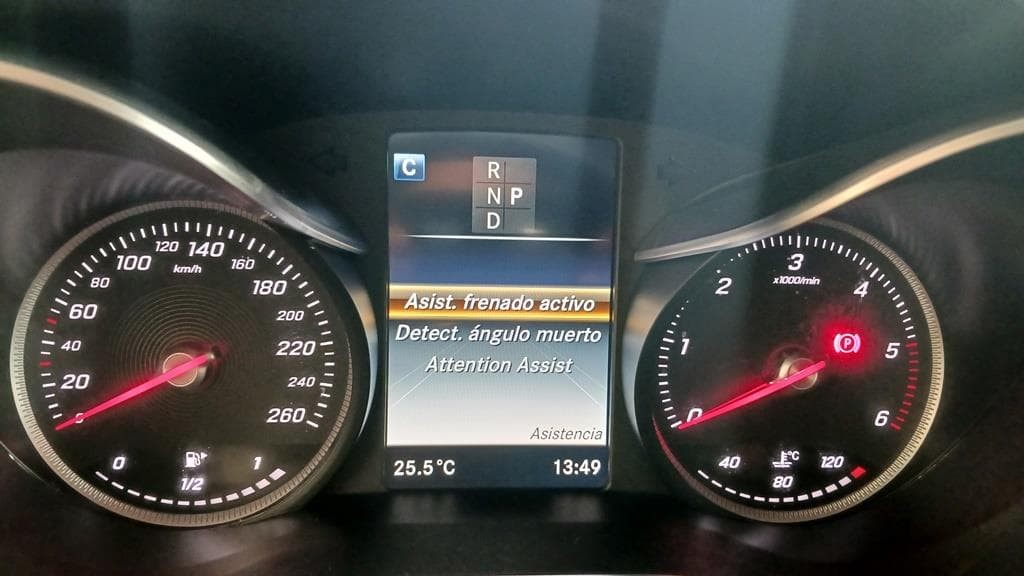 C
R
N P
D
Asist. frenado activo
Detect. ángulo muerto
Attention Assist
Asistencia
25.5°C
13:49
0
20
40
60
80
100
120
140
160
180
200
220
240
260
km/h
0
1/2
1
0
1
2
3
4
5
6
x1000/min
P
40
80
120
°C